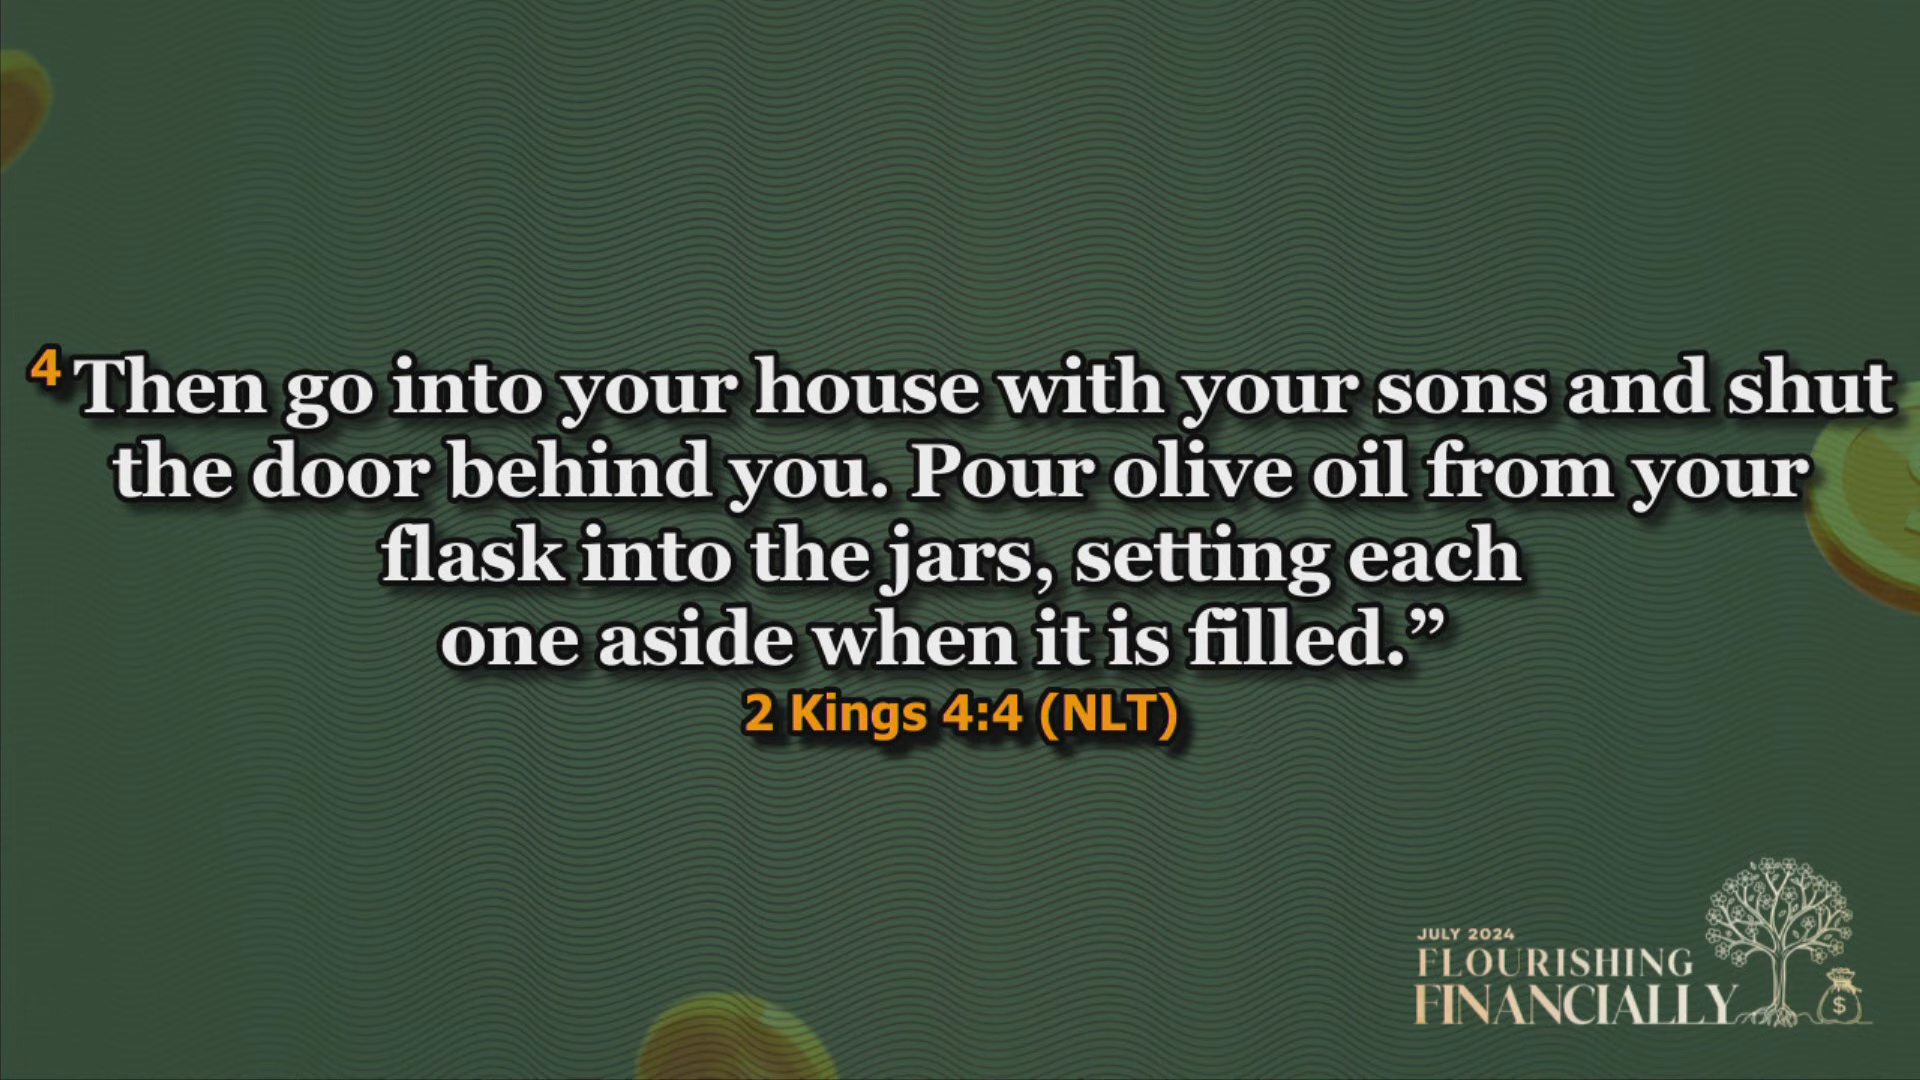 4 Then go into your house with your sons and shut
the door behind you. Pour olive oil from your
flask into the jars, setting each
one aside when it is filled.”
2 Kings 4:4 (NLT)
JULY 2024
FLOURISHING
FINANCIALLY
$